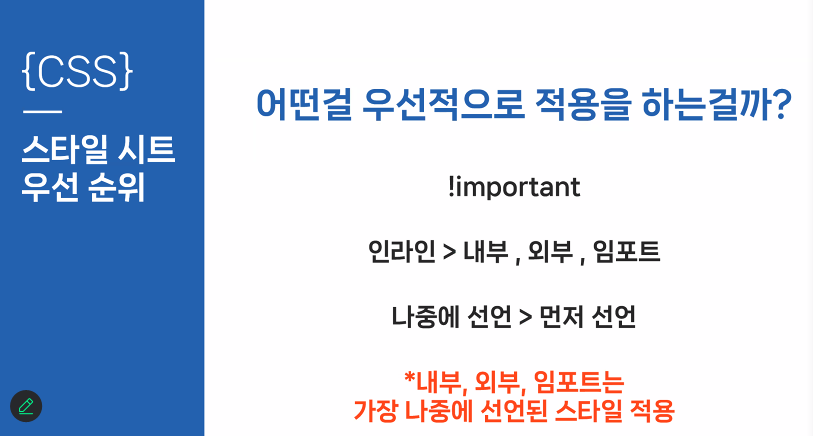 {CSS}
스타일 시트
우선 순위
어떤걸 우선적으로 적용을 하는걸까?
!important
인라인 > 내부 , 외부 , 임포트
나중에 선언 > 먼저 선언
*내부, 외부, 임포트는
가장 나중에 선언된 스타일 적용